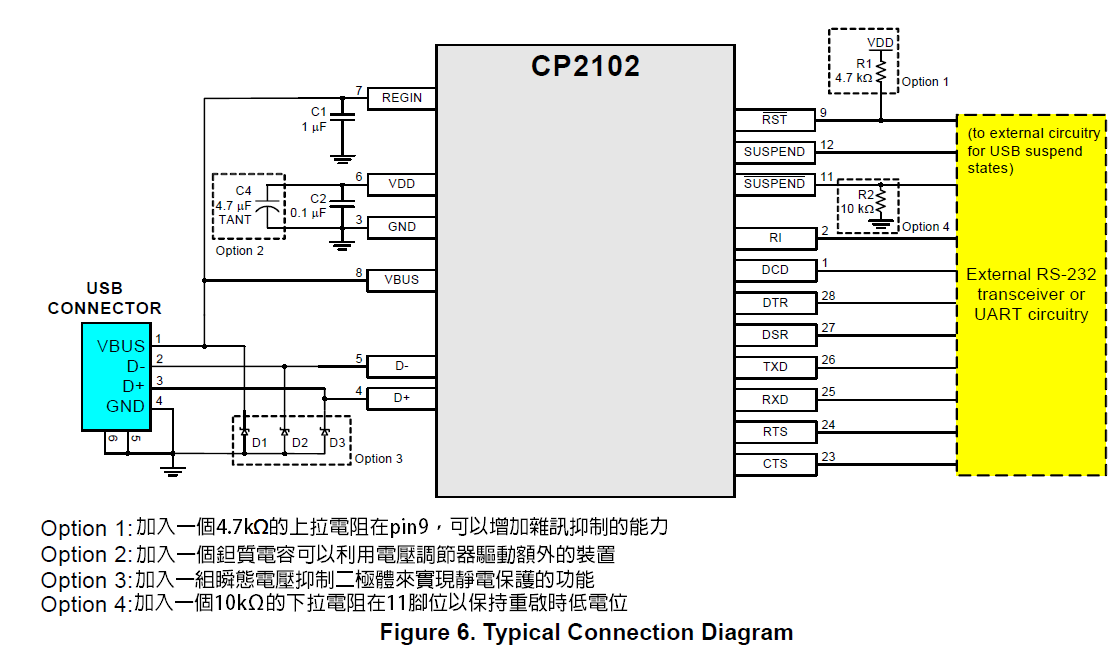 CP2102
VDD
R1
4.7 kΩ
Option 1
7
REGIN
C1
1 μF
9
RST
(to external circuitry
for USB suspend
states)
12
SUSPEND
6
VDD
11
SUSPEND
C4
4.7 μF
TANT
C2
0.1 μF
R2
10 kΩ
3
GND
Option 4
Option 2
2
RI
8
VBUS
1
DCD
External RS-232
transceiver or
UART circuitry
USB
CONNECTOR
28
DTR
VBUS 1
D- 2
D+ 3
GND 4
6 5
27
DSR
5
D-
26
TXD
4
D+
25
RXD
D1 D2 D3
Option 3
24
RTS
23
CTS
Option 1:加入一個4.7kΩ的上拉電阻在pin9，可以增加雜訊抑制的能力
Option 2:加入一個鉭質電容可以利用電壓調節器驅動額外的裝置
Option 3:加入一組瞬態電壓抑制二極體來實現靜電保護的功能
Option 4:加入一個10kΩ的下拉電阻在11腳位以保持重啟時低電位
Figure 6. Typical Connection Diagram